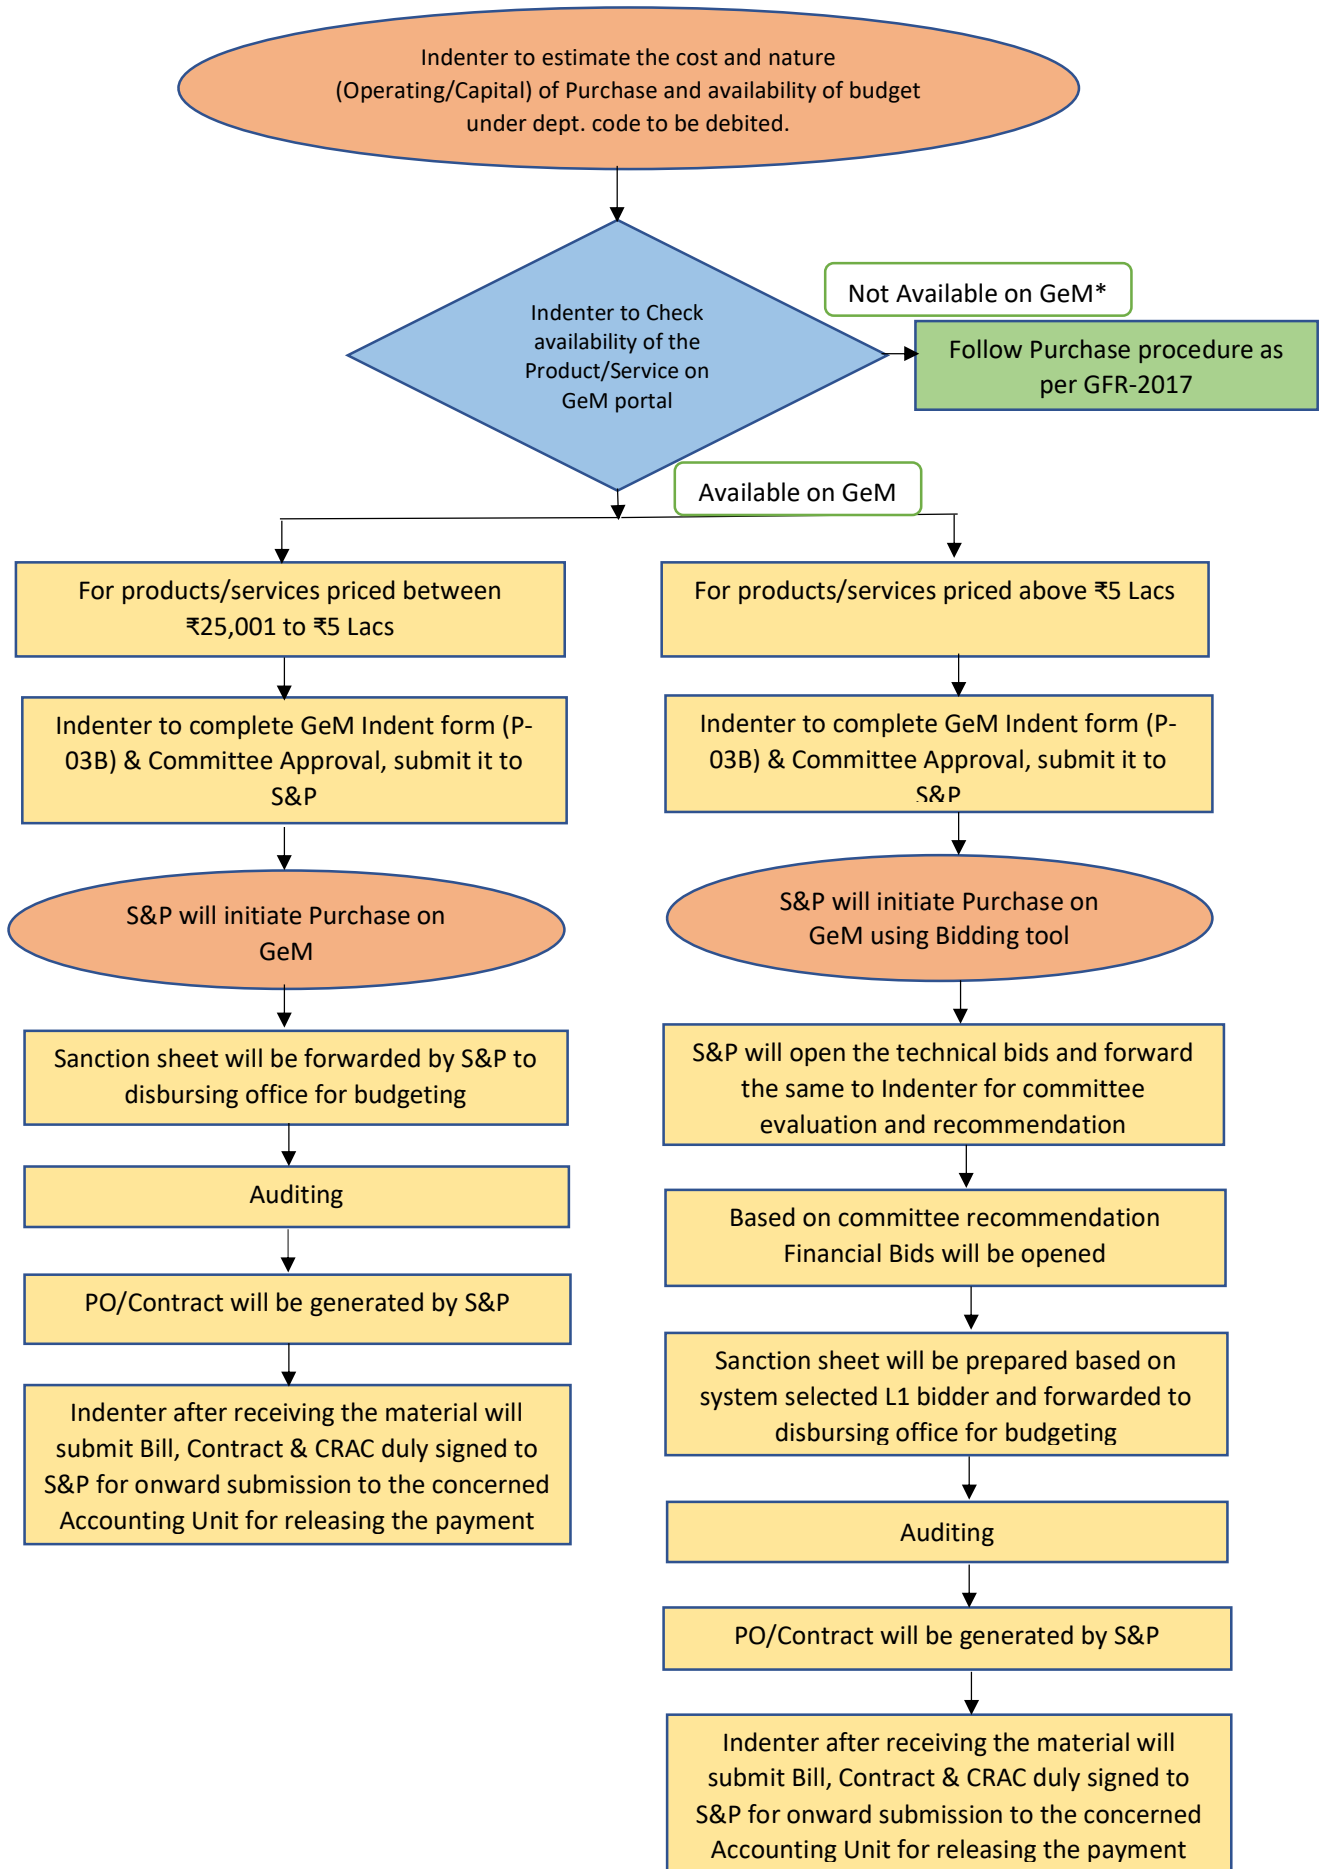 Indenter to estimate the cost and nature
(Operating/Capital) of Purchase and availability of budget
under dept. code to be debited.
Not Available on GeM*
Indenter to Check
availability of the
Product/Service on
GeM portal
Follow Purchase procedure as
per GFR-2017
Available on GeM
For products/services priced between
₹25,001 to ₹5 Lacs
Indenter to complete GeM Indent form (P-
03B) & Committee Approval, submit it to
S&P
S&P will initiate Purchase on
GeM
Sanction sheet will be forwarded by S&P to
disbursing office for budgeting
Auditing
PO/Contract will be generated by S&P
Indenter after receiving the material will
submit Bill, Contract & CRAC duly signed to
S&P for onward submission to the concerned
Accounting Unit for releasing the payment
For products/services priced above ₹5 Lacs
Indenter to complete GeM Indent form (P-
03B) & Committee Approval, submit it to
S&P
S&P will initiate Purchase on
GeM using Bidding tool
S&P will open the technical bids and forward
the same to Indenter for committee
evaluation and recommendation
Based on committee recommendation
Financial Bids will be opened
Sanction sheet will be prepared based on
system selected L1 bidder and forwarded to
disbursing office for budgeting
Auditing
PO/Contract will be generated by S&P
Indenter after receiving the material will
submit Bill, Contract & CRAC duly signed to
S&P for onward submission to the concerned
Accounting Unit for releasing the payment